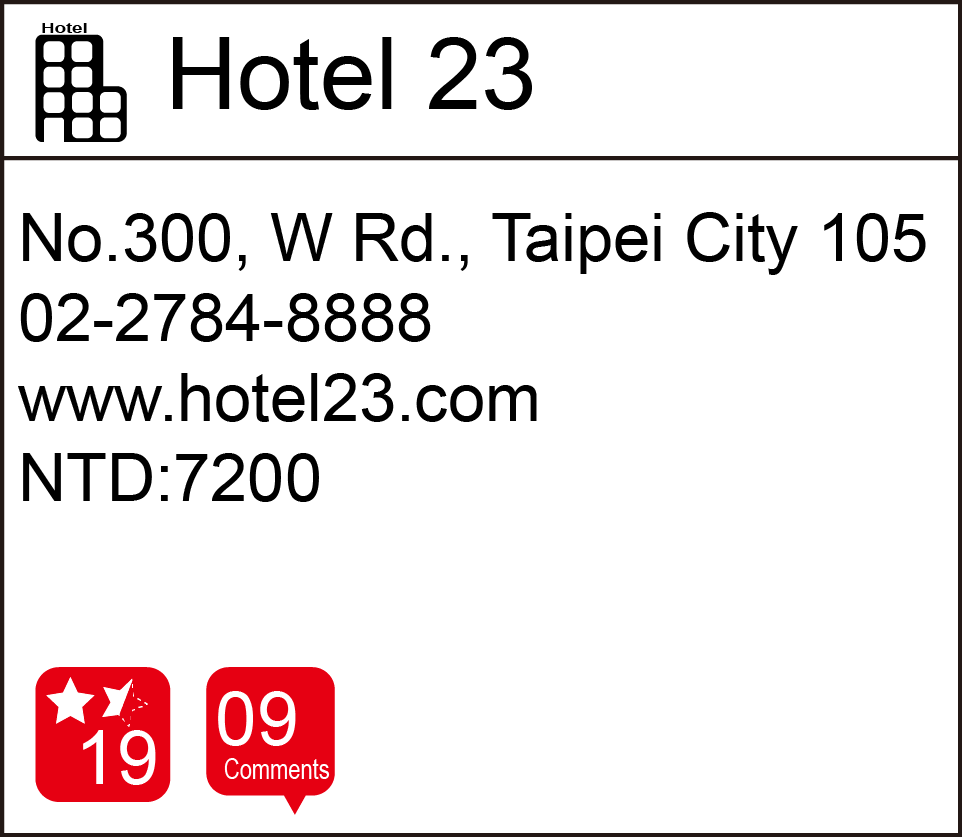 Hotel
Hotel 23
No.300, W Rd., Taipei City 105
02-2784-8888
www.hotel23.com
NTD:7200
19
09
Comments